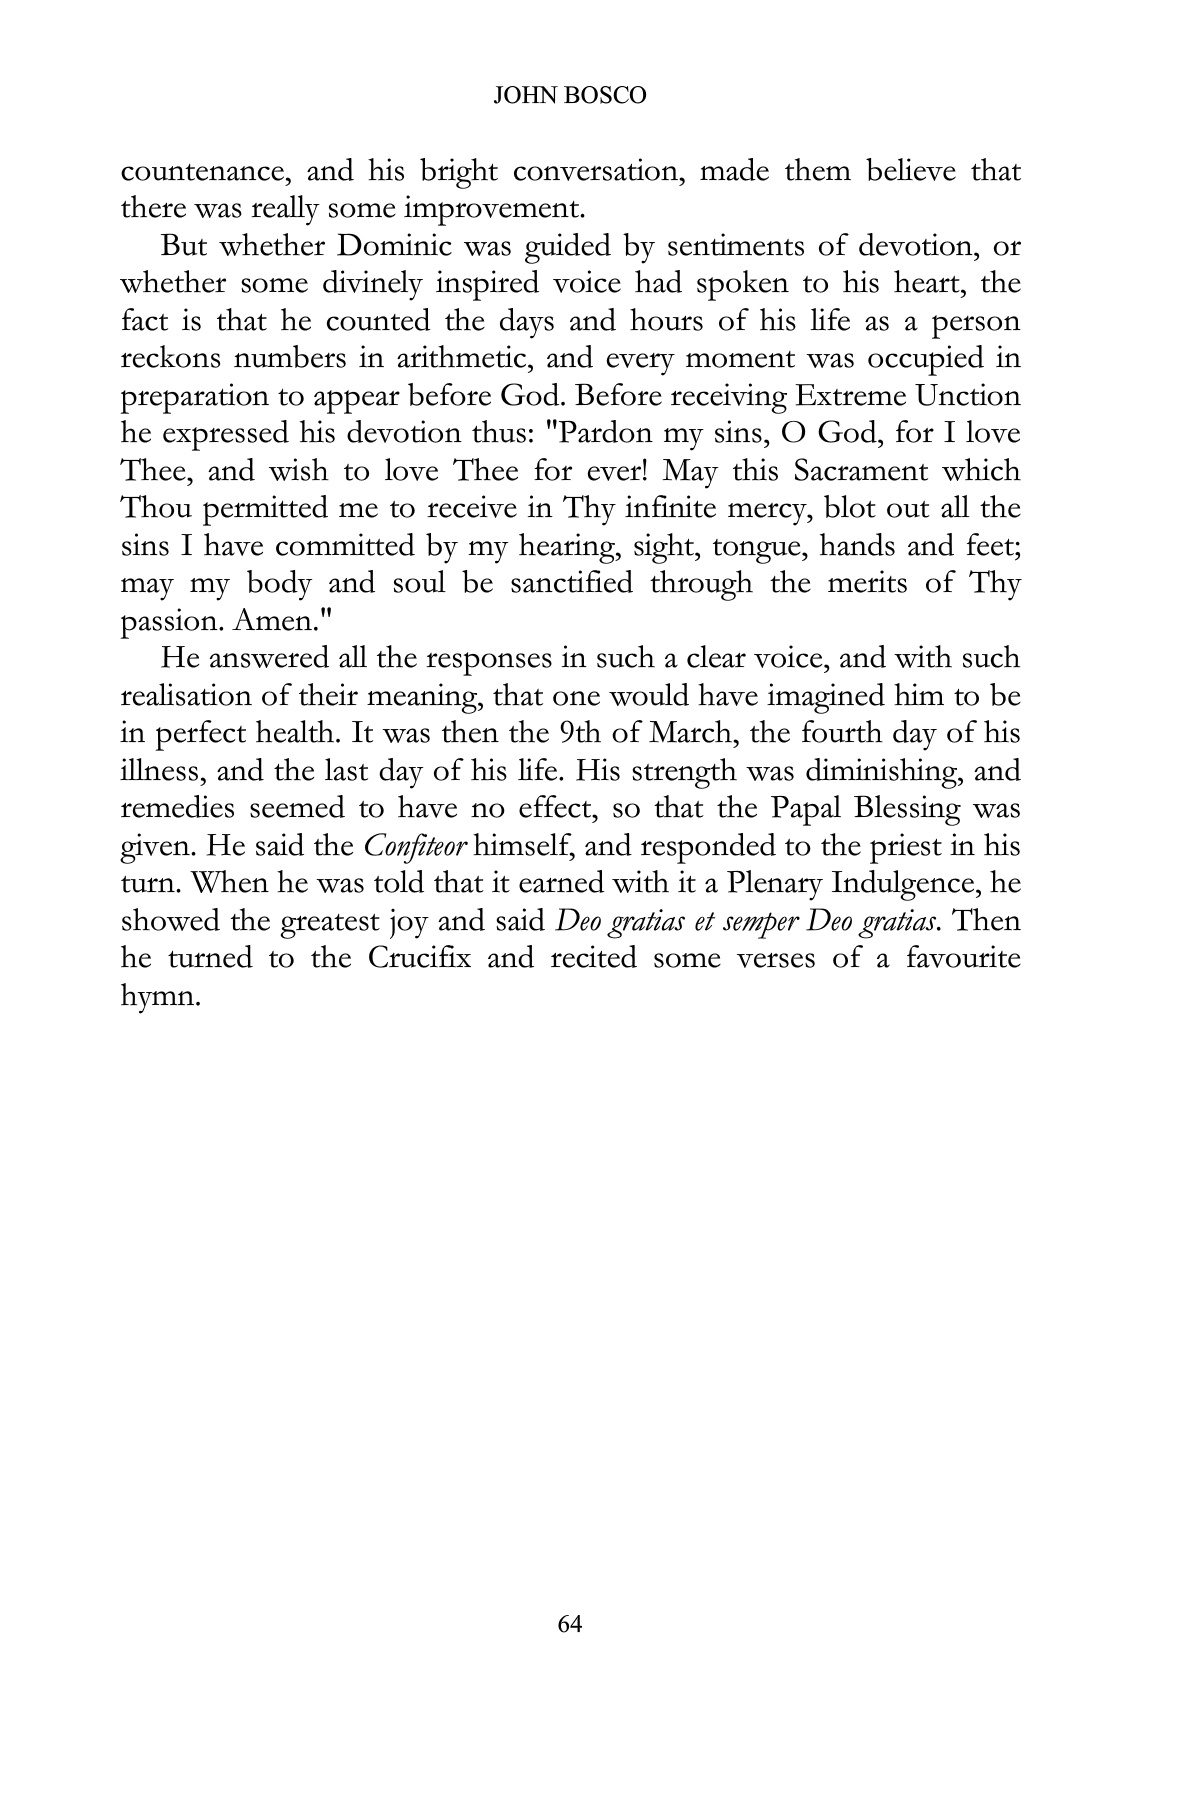 JOHN BOSCO
countenance, and his bright conversation, made them believe that
there was really some improvement.
But whether Dominic was guided by sentiments of devotion, or
whether some divinely inspired voice had spoken to his heart, the
fact is that he counted the days and hours of his life as a person
reckons numbers in arithmetic, and every moment was occupied in
preparation to appear before God. Before receiving Extreme Unction
he expressed his devotion thus: "Pardon my sins, O God, for I love
Thee, and wish to love Thee for ever! May this Sacrament which
Thou permitted me to receive in Thy infinite mercy, blot out all the
sins I have committed by my hearing, sight, tongue, hands and feet;
may my body and soul be sanctified through the merits of Thy
passion. Amen."
He answered all the responses in such a clear voice, and with such
realisation of their meaning, that one would have imagined him to be
in perfect health. It was then the 9th of March, the fourth day of his
illness, and the last day of his life. His strength was diminishing, and
remedies seemed to have no effect, so that the Papal Blessing was
given. He said the Confiteor himself, and responded to the priest in his
turn. When he was told that it earned with it a Plenary Indulgence, he
showed the greatest joy and said Deo gratias et semper Deo gratias. Then
he turned to the Crucifix and recited some verses of a favourite
hymn.
64